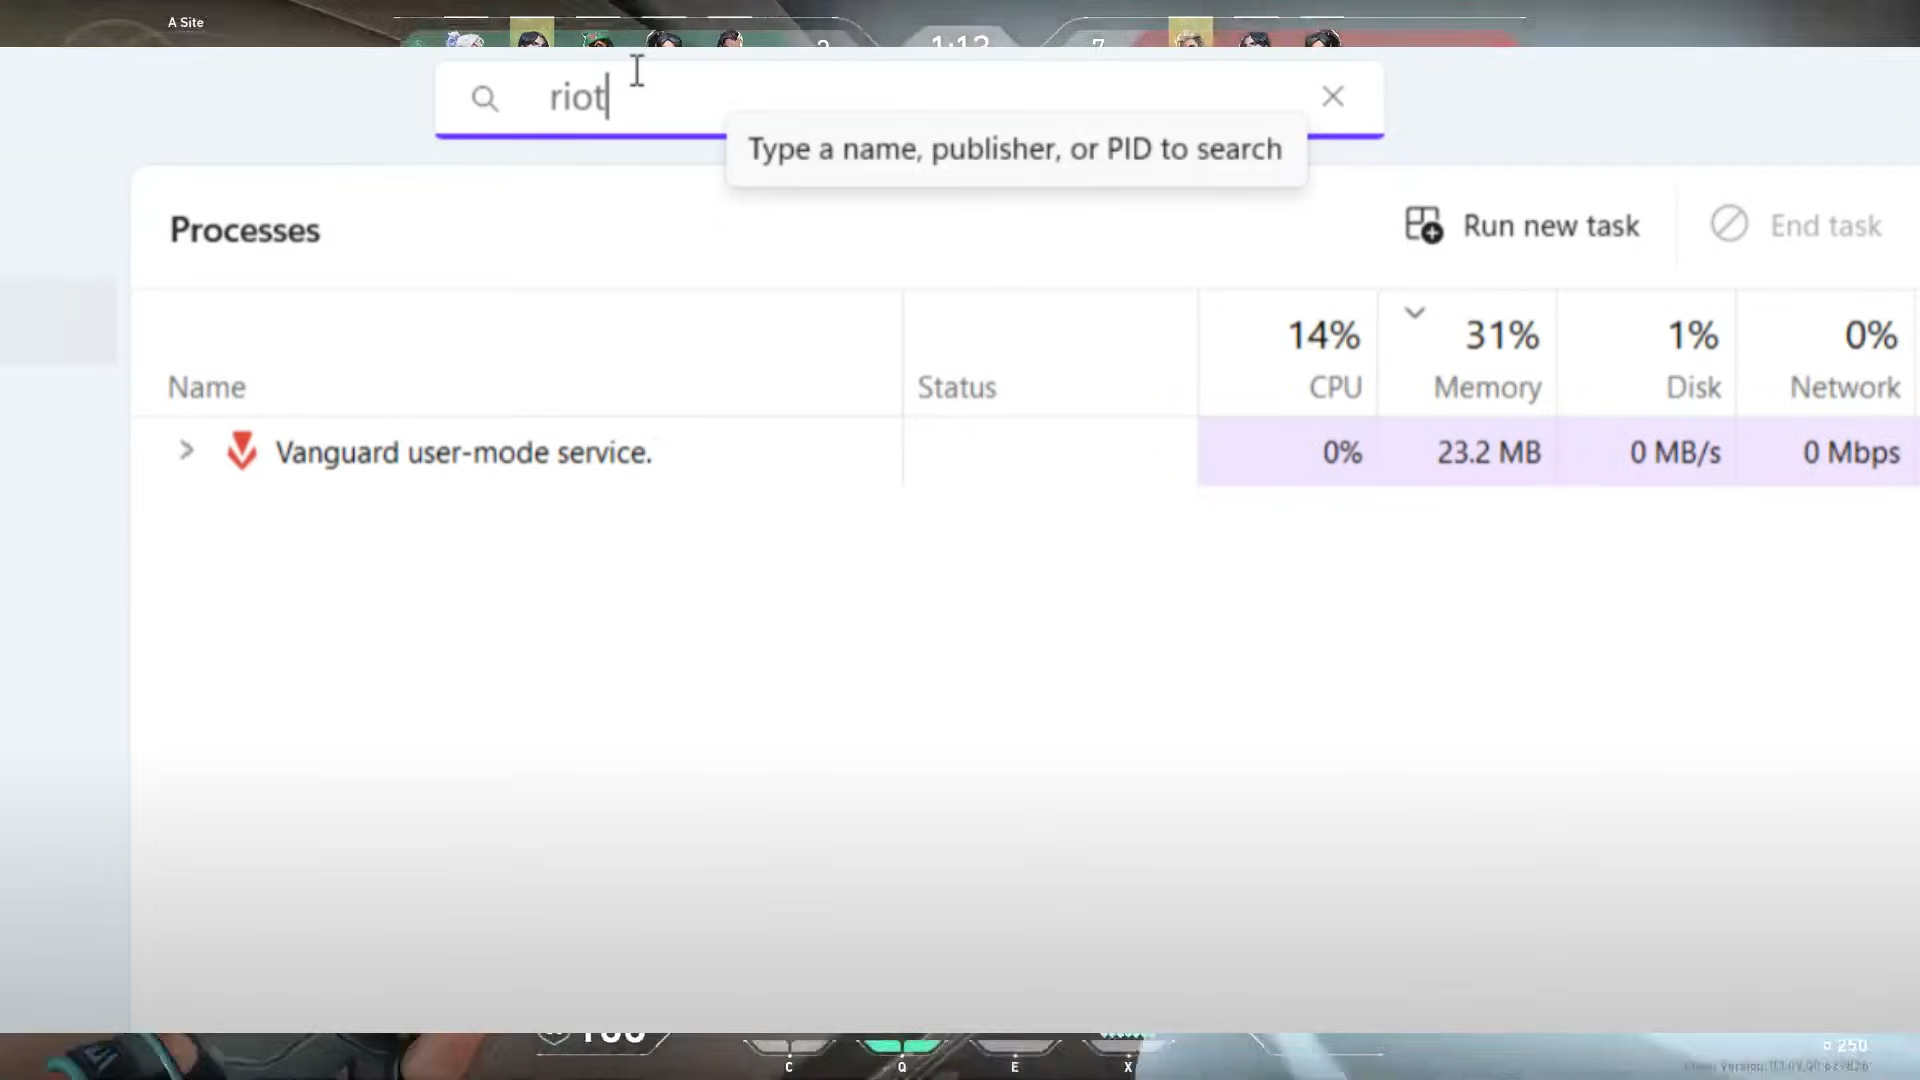 A Site
riot
Type a name, publisher, or PID to search
Processes
Run new task
End task
14%
31%
1%
0%
Name
Status
CPU
Memory
Disk
Network
Vanguard user-mode service.
0%
23.2 MB
0 MB/s
0 Mbps
250
C
Q
E
X